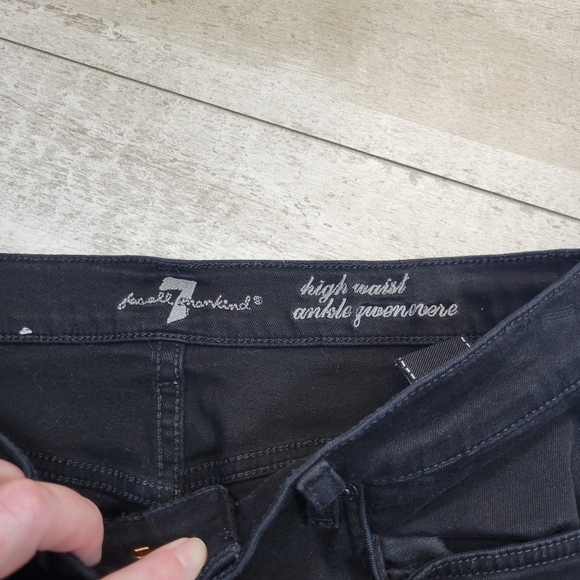 7 for all mankind®
high waist
ankle gwenevere